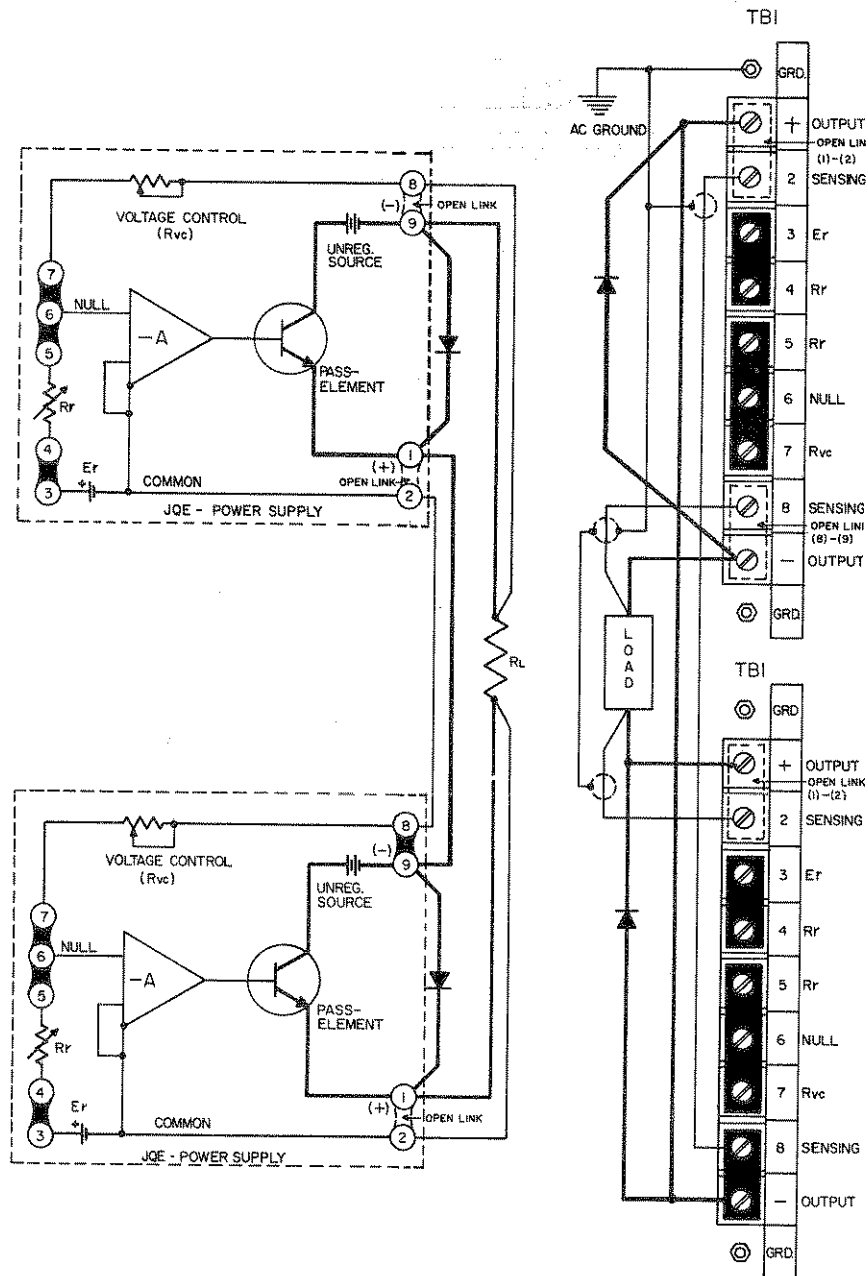 TB1
GRD.
AC GROUND
+ OUTPUT
OPEN LIN
(1)-(2)
2 SENSING
3 Er
4 Rr
5 Rr
6 NULL
7 Rvc
8 SENSING
OPEN LINI
(8)-(9)
- OUTPUT
GRD.
VOLTAGE CONTROL
(Rvc)
8
(-)
OPEN LINK
9
UNREG.
SOURCE
7
6
NULL
5
-A
PASS-
ELEMENT
Rr
4
Er
+
3
COMMON
1
(+)
OPEN LINK
2
JQE - POWER SUPPLY
RL
LOAD
TB1
GRD
+ OUTPUT
OPEN LINK
(1)-(2)
2 SENSING
3 Er
4 Rr
5 Rr
6 NULL
7 Rvc
8 SENSING
- OUTPUT
GRD.
VOLTAGE CONTROL
(Rvc)
8
(-)
9
UNREG.
SOURCE
7
6
NULL
5
-A
PASS-
ELEMENT
Rr
4
Er
+
3
COMMON
1
(+)
OPEN LINK
2
JQE - POWER SUPPLY